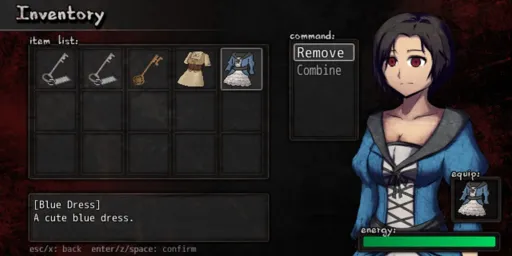 Inventory
item list:
command:
Remove
Combine
equip:
[Blue Dress]
A cute blue dress.
energy:
esc/x: back enter/z/space: confirm